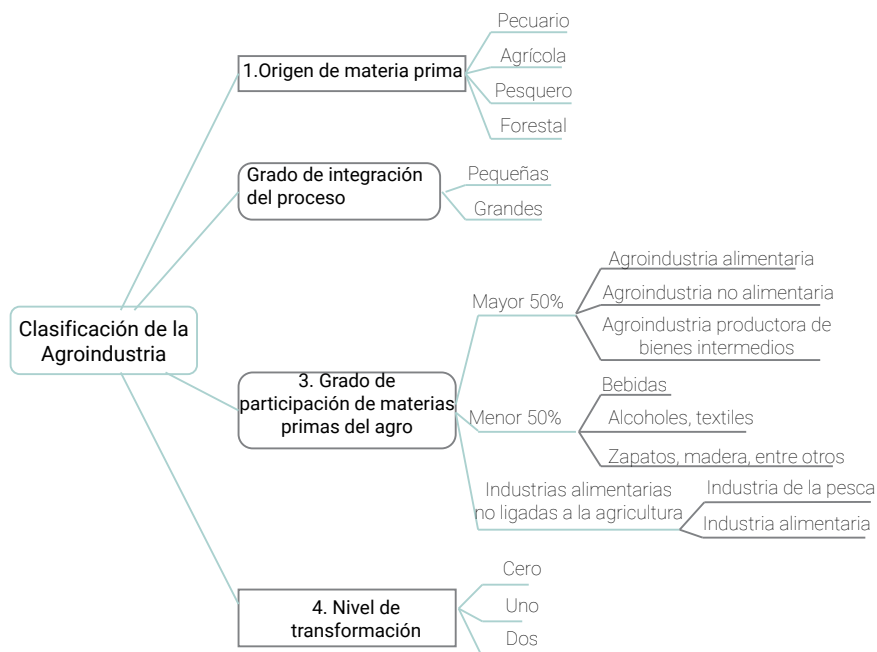 Clasificación de la
Agroindustria
1.Origen de materia prima
Pecuario
Agrícola
Pesquero
Forestal
Grado de integración
del proceso
Pequeñas
Grandes
3. Grado de
participación de materias
primas del agro
Mayor 50%
Agroindustria alimentaria
Agroindustria no alimentaria
Agroindustria productora de
bienes intermedios
Menor 50%
Bebidas
Alcoholes, textiles
Zapatos, madera, entre otros
Industrias alimentarias
no ligadas a la agricultura
Industria de la pesca
Industria alimentaria
4. Nivel de
transformación
Cero
Uno
Dos